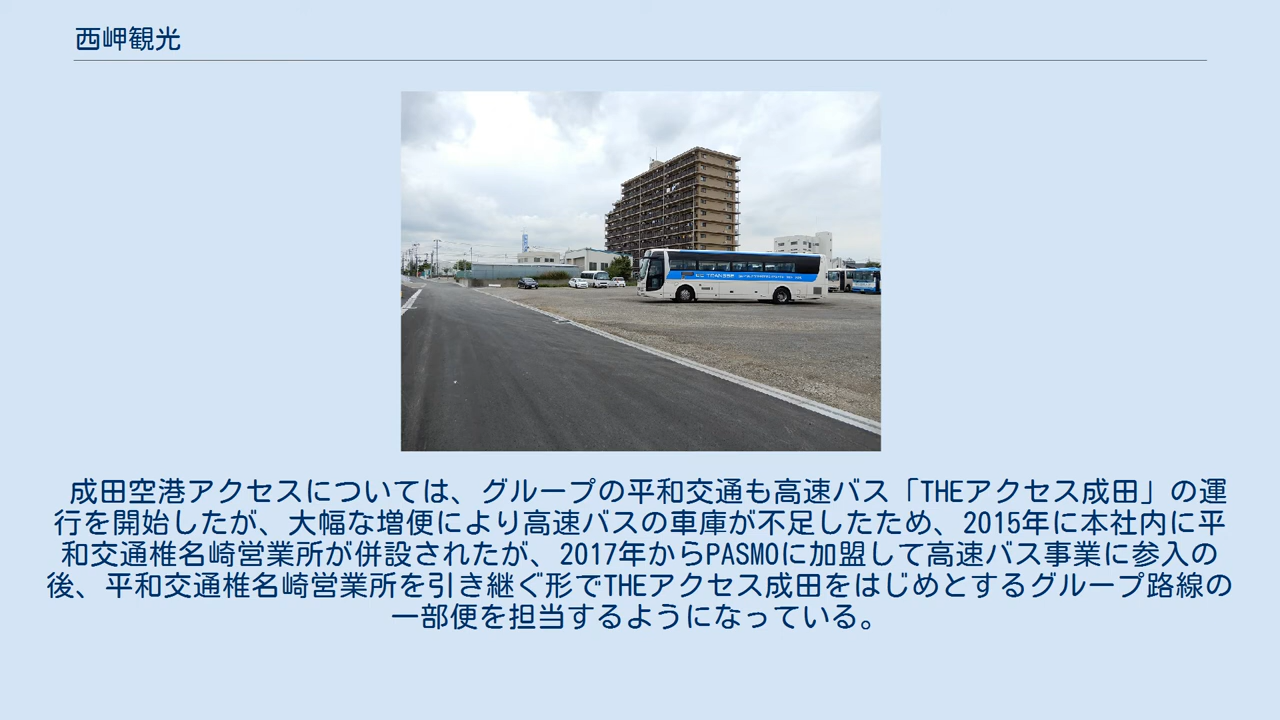 西岬観光
成田空港アクセスについては、グループの平和交通も高速バス「THEアクセス成田」の運
行を開始したが、大幅な増便により高速バスの車庫が不足したため、2015年に本社内に平
和交通椎名崎営業所が併設されたが、2017年からPASMOに加盟して高速バス事業に参入の
後、平和交通椎名崎営業所を引き継ぐ形でTHEアクセス成田をはじめとするグループ路線の
一部便を担当するようになっている。